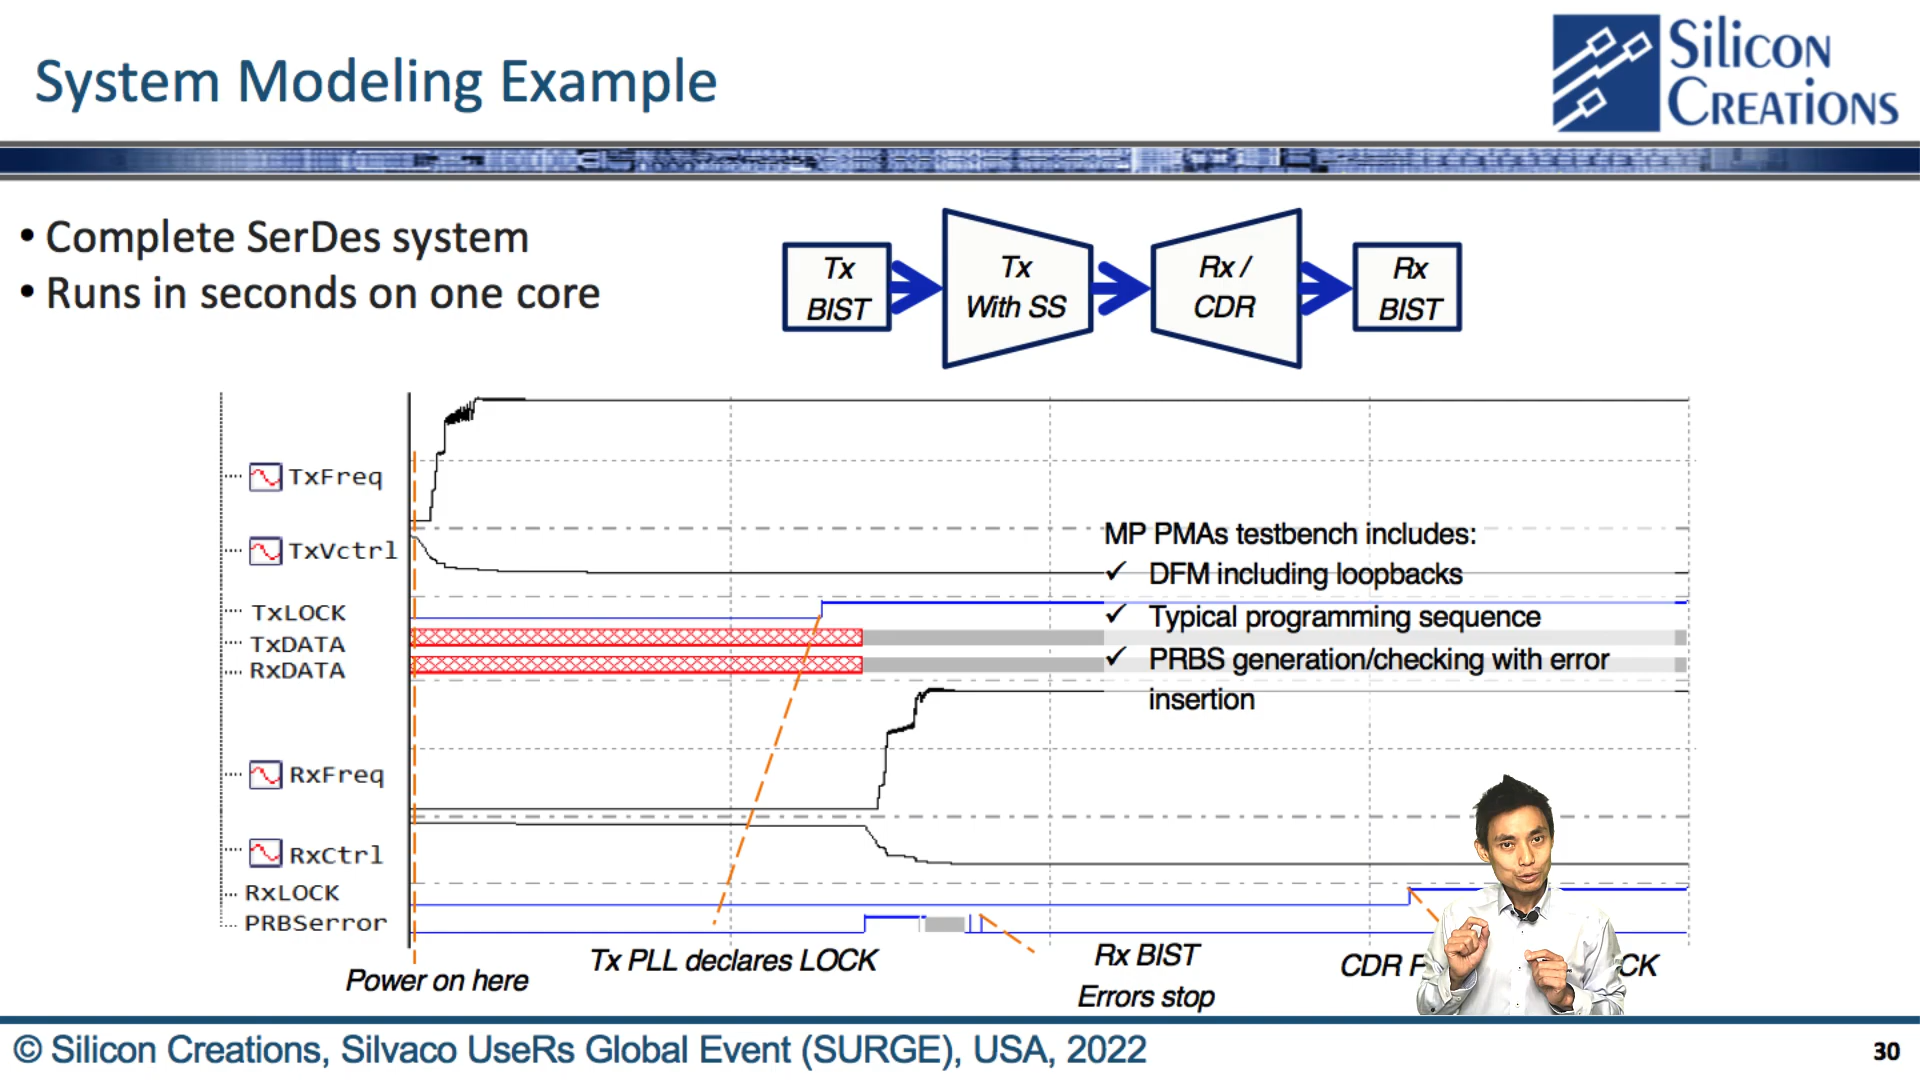 System Modeling Example
Silicon
Creations
• Complete SerDes system
• Runs in seconds on one core
Tx
BIST
Tx
With SS
Rx /
CDR
Rx
BIST
TxFreq
TxVctrl
TxLOCK
TxDATA
RxDATA
RxFreq
RxCtrl
RxLOCK
PRBSerror
MP PMAs testbench includes:
✓ DFM including loopbacks
✓ Typical programming sequence
✓ PRBS generation/checking with error
insertion
Power on here
Tx PLL declares LOCK
Rx BIST
Errors stop
CDR
© Silicon Creations, Silvaco UseRs Global Event (SURGE), USA, 2022
30